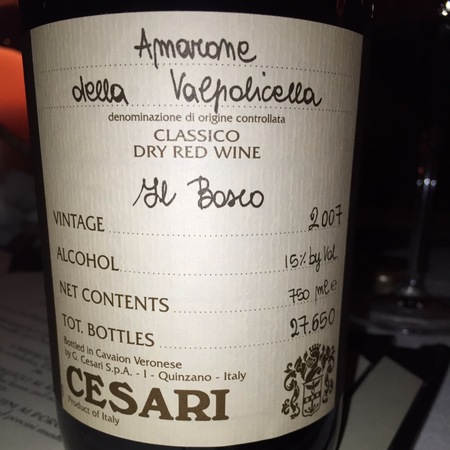 Amarone
della Valpolicella
denominazione di origine controllata
CLASSICO
DRY RED WINE
Il Bosco
VINTAGE 2007
ALCOHOL 15% by Vol.
NET CONTENTS 750 ml e
TOT. BOTTLES 27.650
Bottled in Cavaion Veronese
by G. Cesari S.p.A. - I - Quinzano - Italy
CESARI
Product of Italy